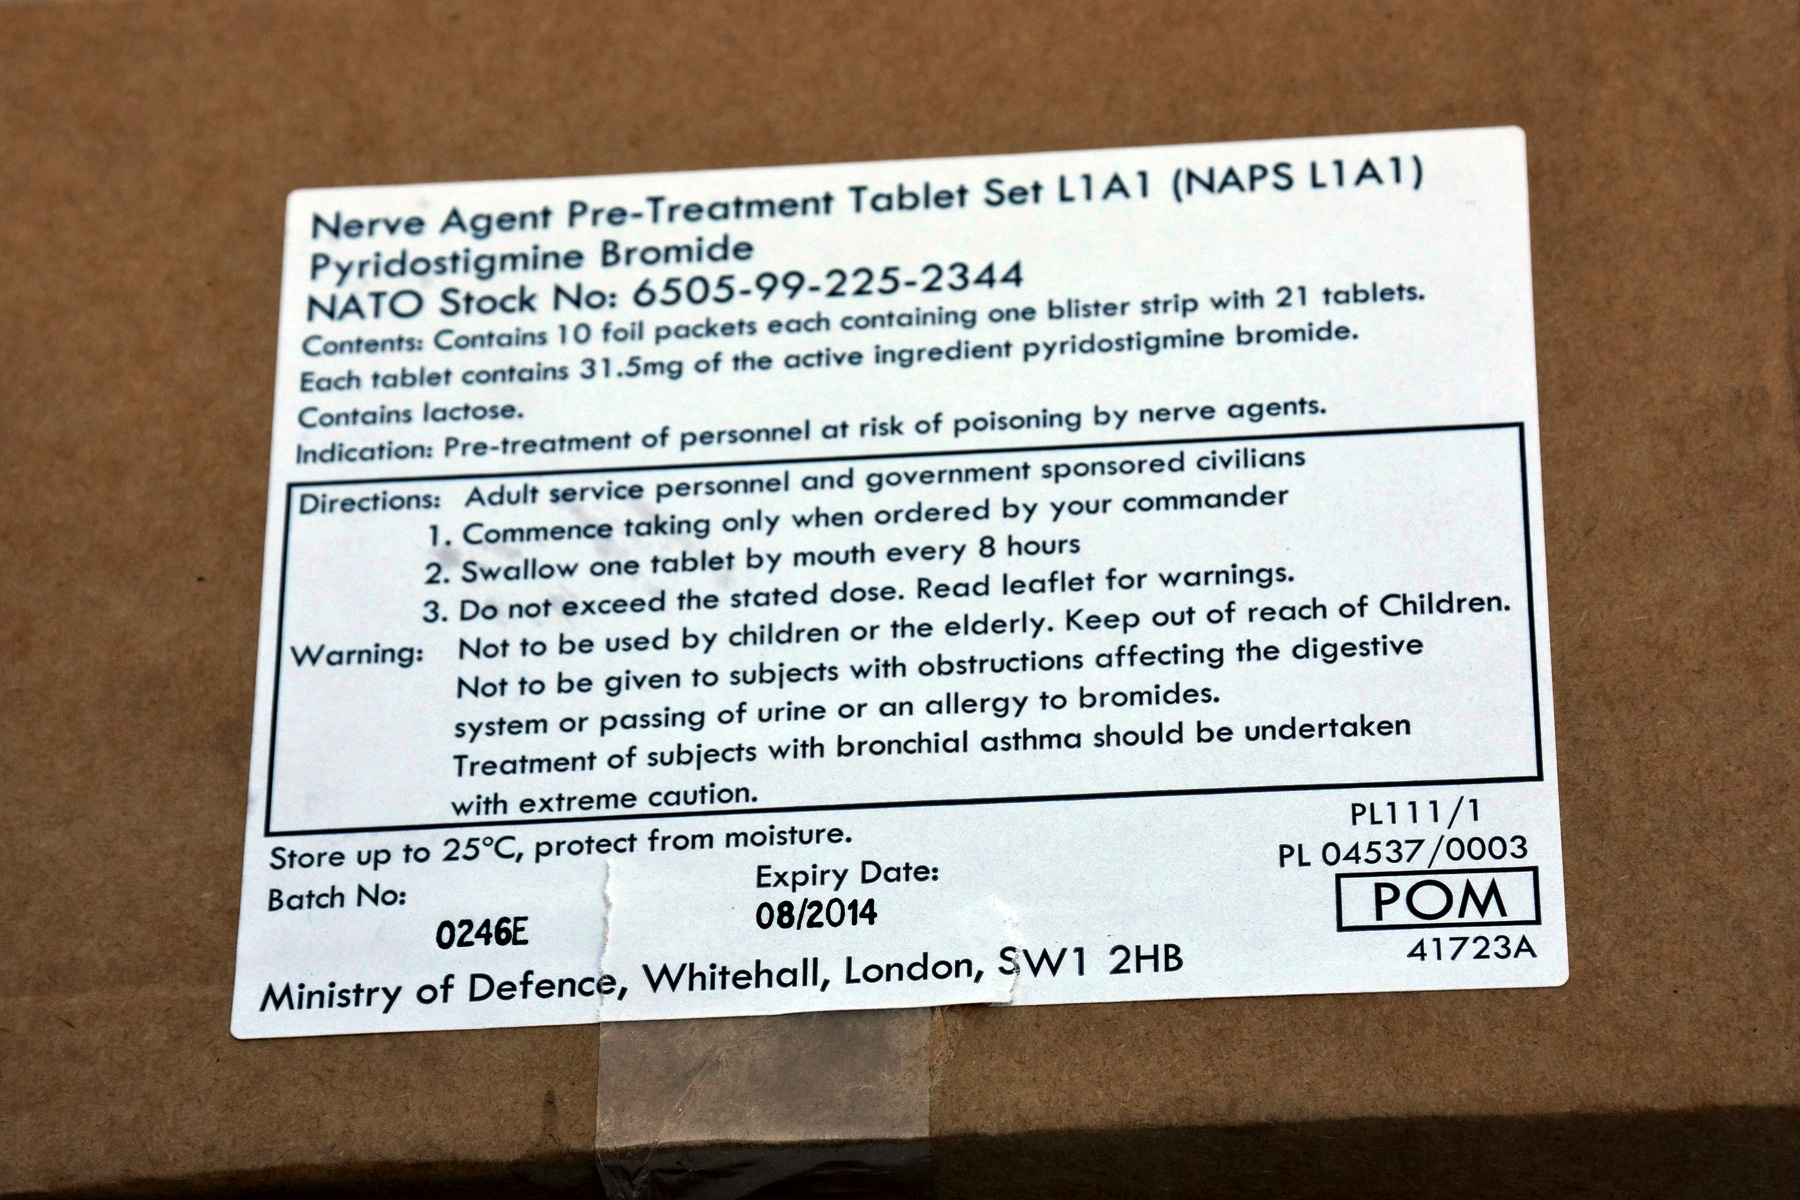 Nerve Agent Pre-Treatment Tablet Set L1A1 (NAPS L1A1)
Pyridostigmine Bromide
NATO Stock No: 6505-99-225-2344
Contents: Contains 10 foil packets each containing one blister strip with 21 tablets.
Each tablet contains 31.5mg of the active ingredient pyridostigmine bromide.
Contains lactose.
Indication: Pre-treatment of personnel at risk of poisoning by nerve agents.
Directions: Adult service personnel and government sponsored civilians
1. Commence taking only when ordered by your commander
2. Swallow one tablet by mouth every 8 hours
3. Do not exceed the stated dose. Read leaflet for warnings.
Warning: Not to be used by children or the elderly. Keep out of reach of Children.
Not to be given to subjects with obstructions affecting the digestive
system or passing of urine or an allergy to bromides.
Treatment of subjects with bronchial asthma should be undertaken
with extreme caution.
Store up to 25°C, protect from moisture.
PL111/1
PL 04537/0003
Batch No:
0246E
Expiry Date:
08/2014
POM
41723A
Ministry of Defence, Whitehall, London, SW1 2HB